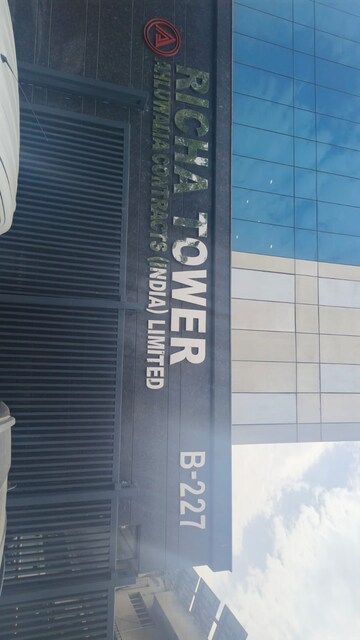 RICHA TOWER
AHLUWALIA CONTRACTS (INDIA) LIMITED
B-227